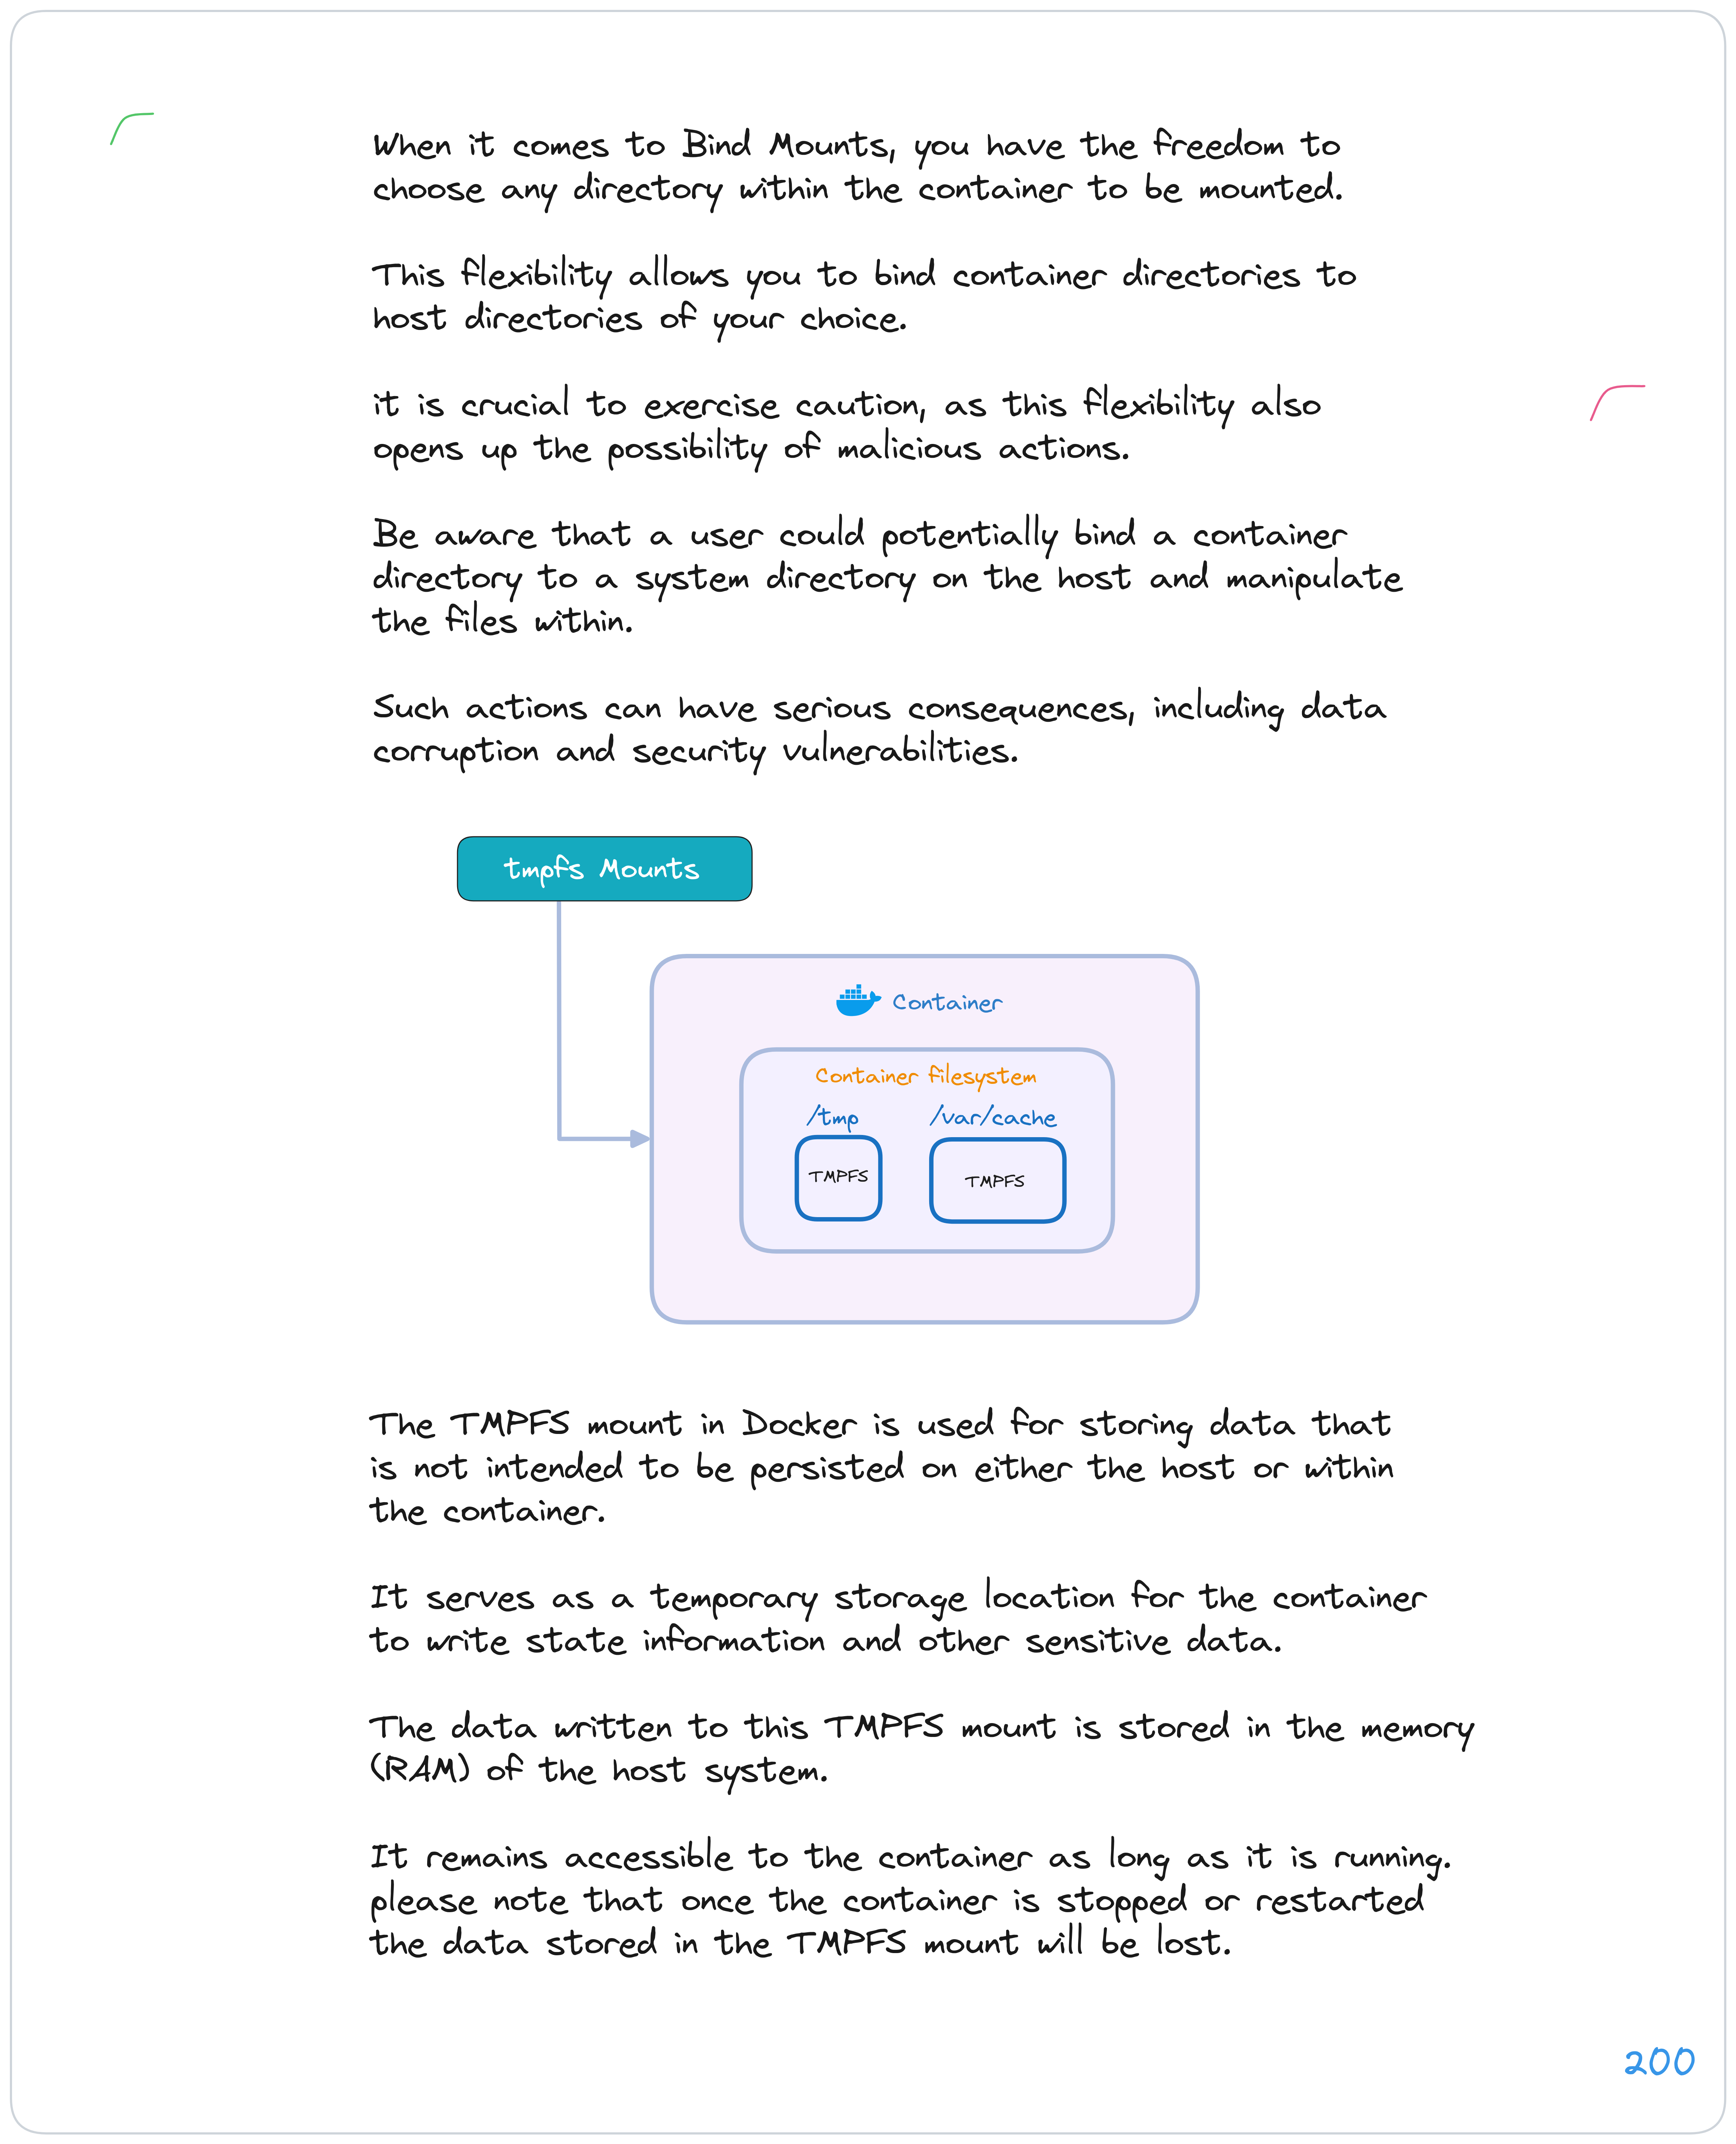 When it comes to Bind Mounts, you have the freedom to
choose any directory within the container to be mounted.
This flexibility allows you to bind container directories to
host directories of your choice.
it is crucial to exercise caution, as this flexibility also
opens up the possibility of malicious actions.
Be aware that a user could potentially bind a container
directory to a system directory on the host and manipulate
the files within.
Such actions can have serious consequences, including data
corruption and security vulnerabilities.
tmpfs Mounts
Container
Container filesystem
/tmp
/var/cache
TMPFS
TMPFS
The TMPFS mount in Docker is used for storing data that
is not intended to be persisted on either the host or within
the container.
It serves as a temporary storage location for the container
to write state information and other sensitive data.
The data written to this TMPFS mount is stored in the memory
(RAM) of the host system.
It remains accessible to the container as long as it is running.
please note that once the container is stopped or restarted
the data stored in the TMPFS mount will be lost.
200